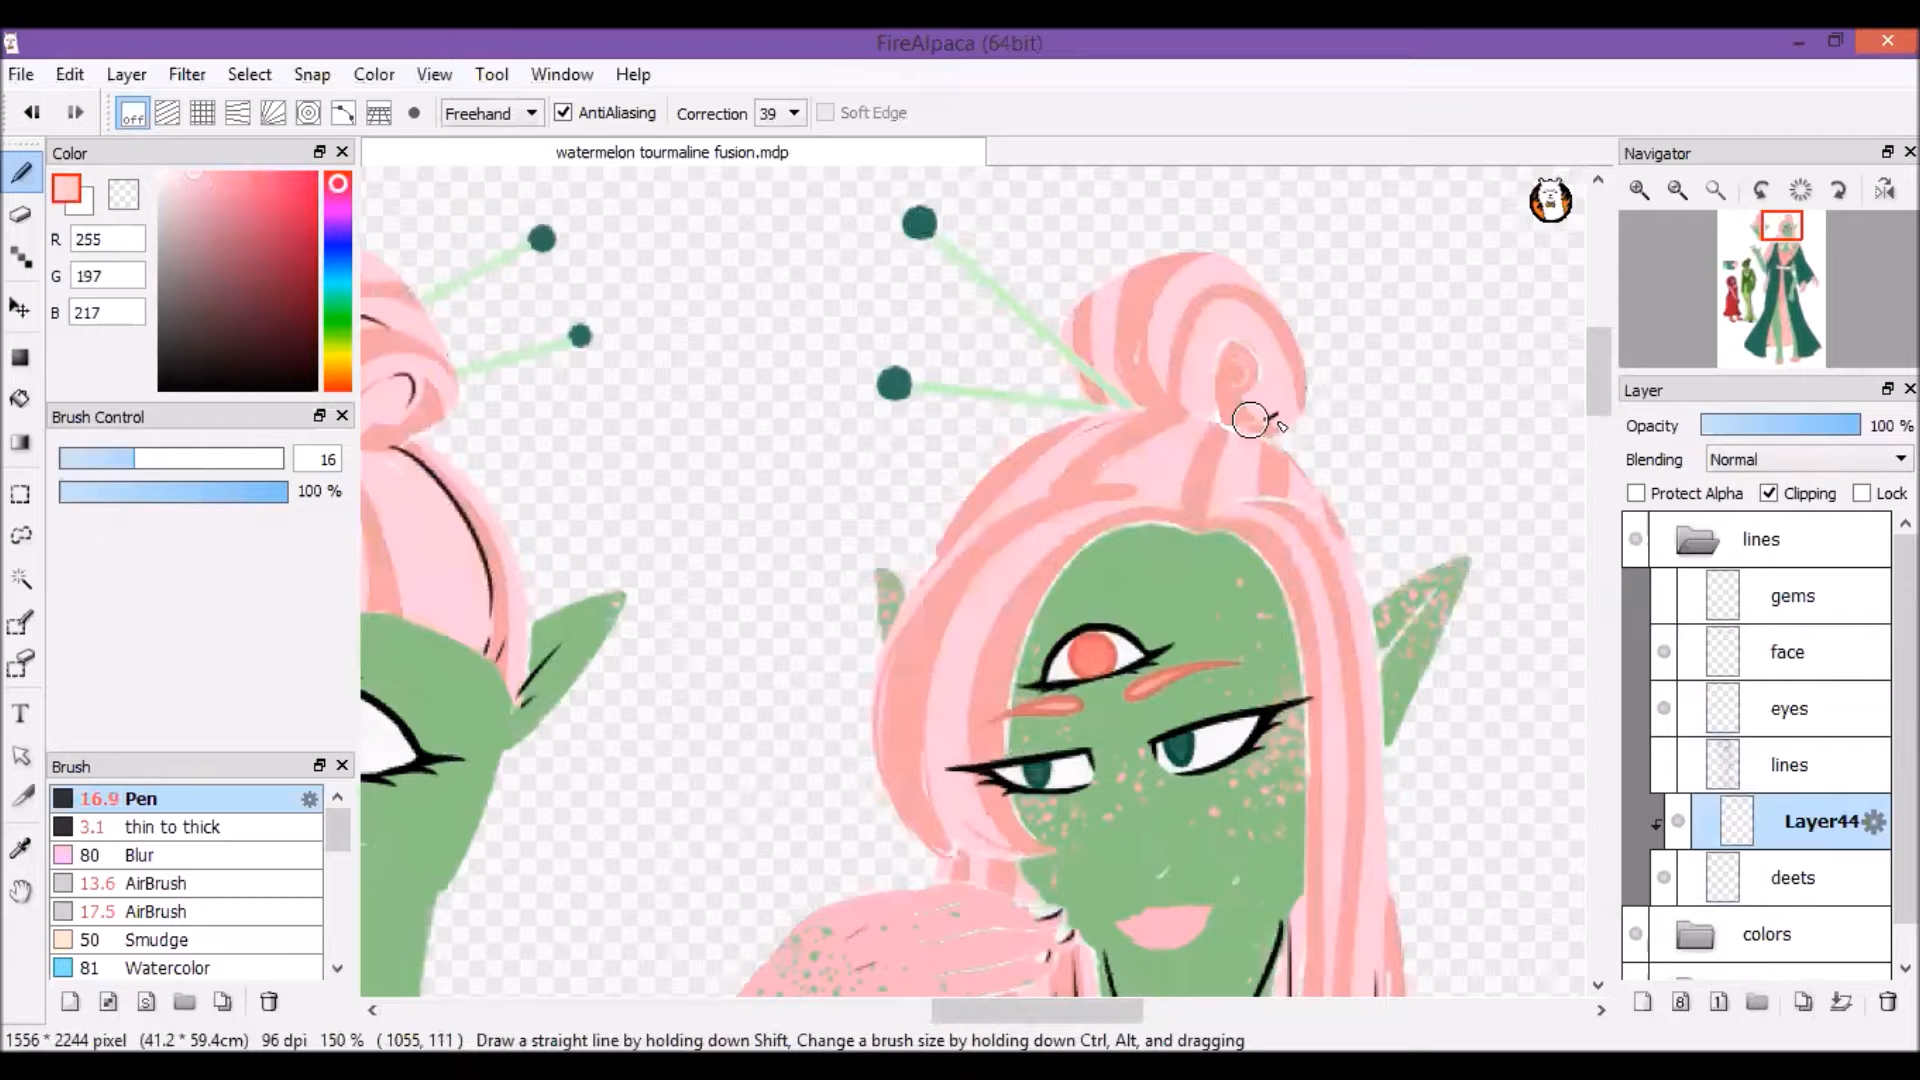 FireAlpaca (64bit)
File Edit Layer Filter Select Snap Color View Tool Window Help
off Freehand AntiAliasing Correction 39 Soft Edge
Color
R 255
G 197
B 217
Brush Control
16
100 %
Brush
16.9 Pen
3.1 thin to thick
80 Blur
13.6 AirBrush
17.5 AirBrush
50 Smudge
81 Watercolor
watermelon tourmaline fusion.mdp
Navigator
Layer
Opacity 100 %
Blending Normal
Protect Alpha Clipping Lock
lines
gems
face
eyes
lines
Layer44
deets
colors
1556 * 2244 pixel (41.2 * 59.4cm) 96 dpi 150 % ( 1055, 111 ) Draw a straight line by holding down Shift, Change a brush size by holding down Ctrl, Alt, and dragging